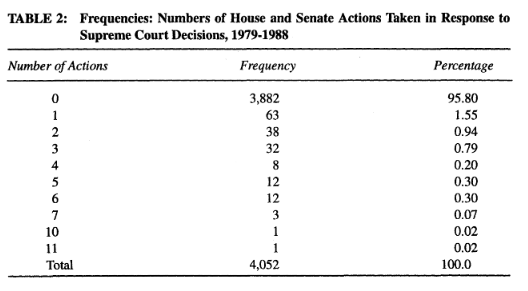 TABLE 2: Frequencies: Numbers of House and Senate Actions Taken in Response to
Supreme Court Decisions, 1979-1988
Number of Actions Frequency Percentage
0 3,882 95.80
1 63 1.55
2 38 0.94
3 32 0.79
4 8 0.20
5 12 0.30
6 12 0.30
7 3 0.07
10 1 0.02
11 1 0.02
Total 4,052 100.0